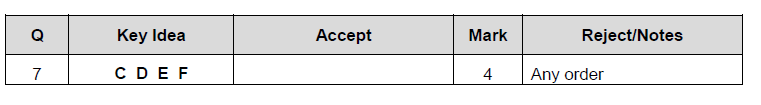 Q Key Idea Accept Mark Reject/Notes
7 C D E F 4 Any order